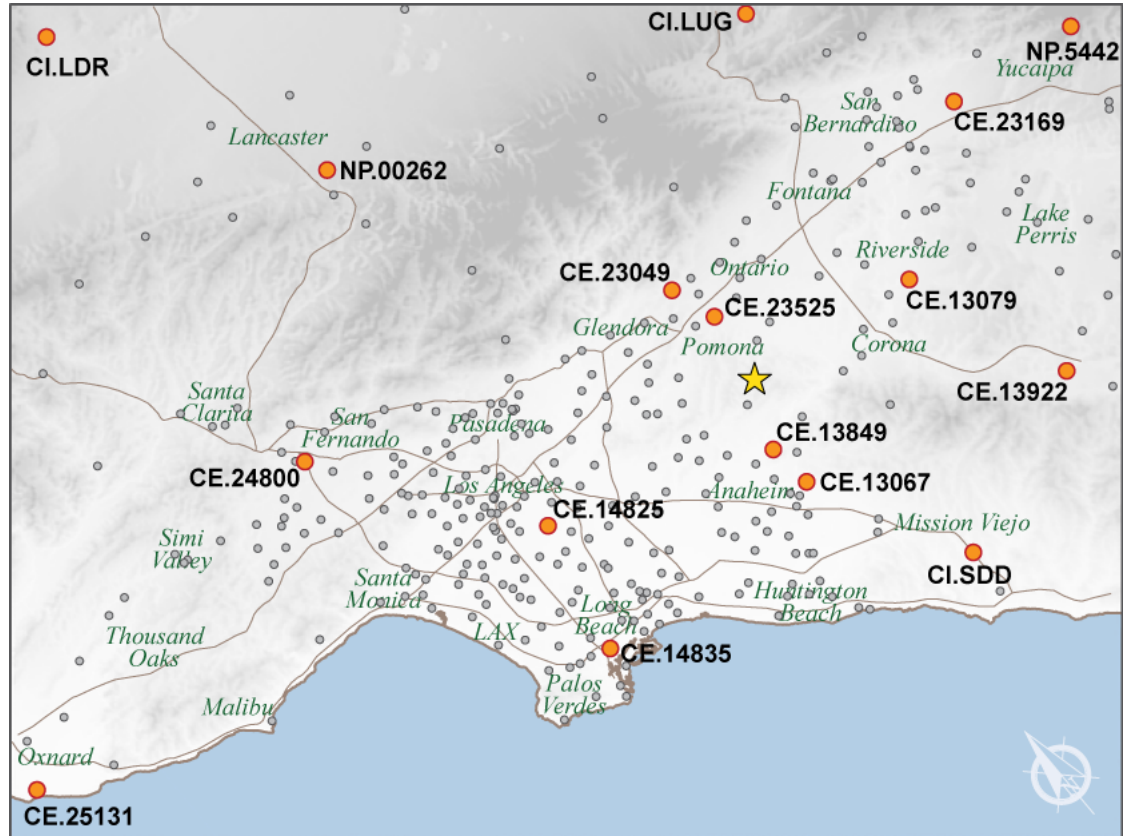 CI.LUG
CI.LDR
NP.5442
Yucaipa
San
Bernardino
CE.23169
Lancaster
NP.00262
Fontana
Lake
Perris
Riverside
CE.23049
Ontario
CE.13079
CE.23525
Glendora
Pomona
Corona
CE.13922
Santa
Clarita
San
Fernando
Pasadena
CE.13849
CE.24800
Los Angeles
Anaheim
CE.13067
CE.14825
Mission Viejo
Simi
Valley
CI.SDD
Santa
Monica
Huntington
Beach
Long
Beach
LAX
Thousand
Oaks
CE.14835
Palos
Verdes
Malibu
Oxnard
CE.25131